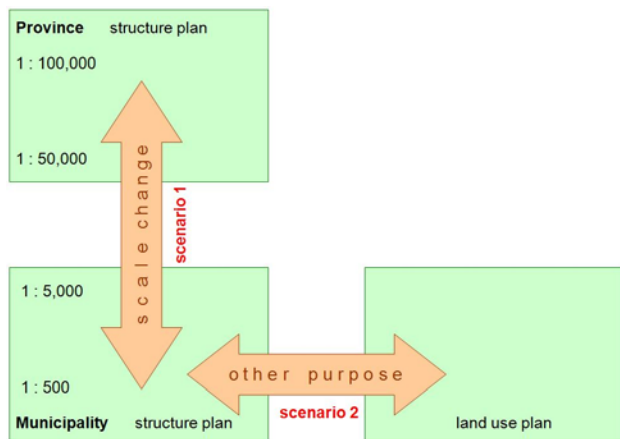 Province structure plan
1 : 100,000
1 : 50,000
scale change
scenario 1
1 : 5,000
1 : 500
Municipality structure plan
other purpose
scenario 2
land use plan